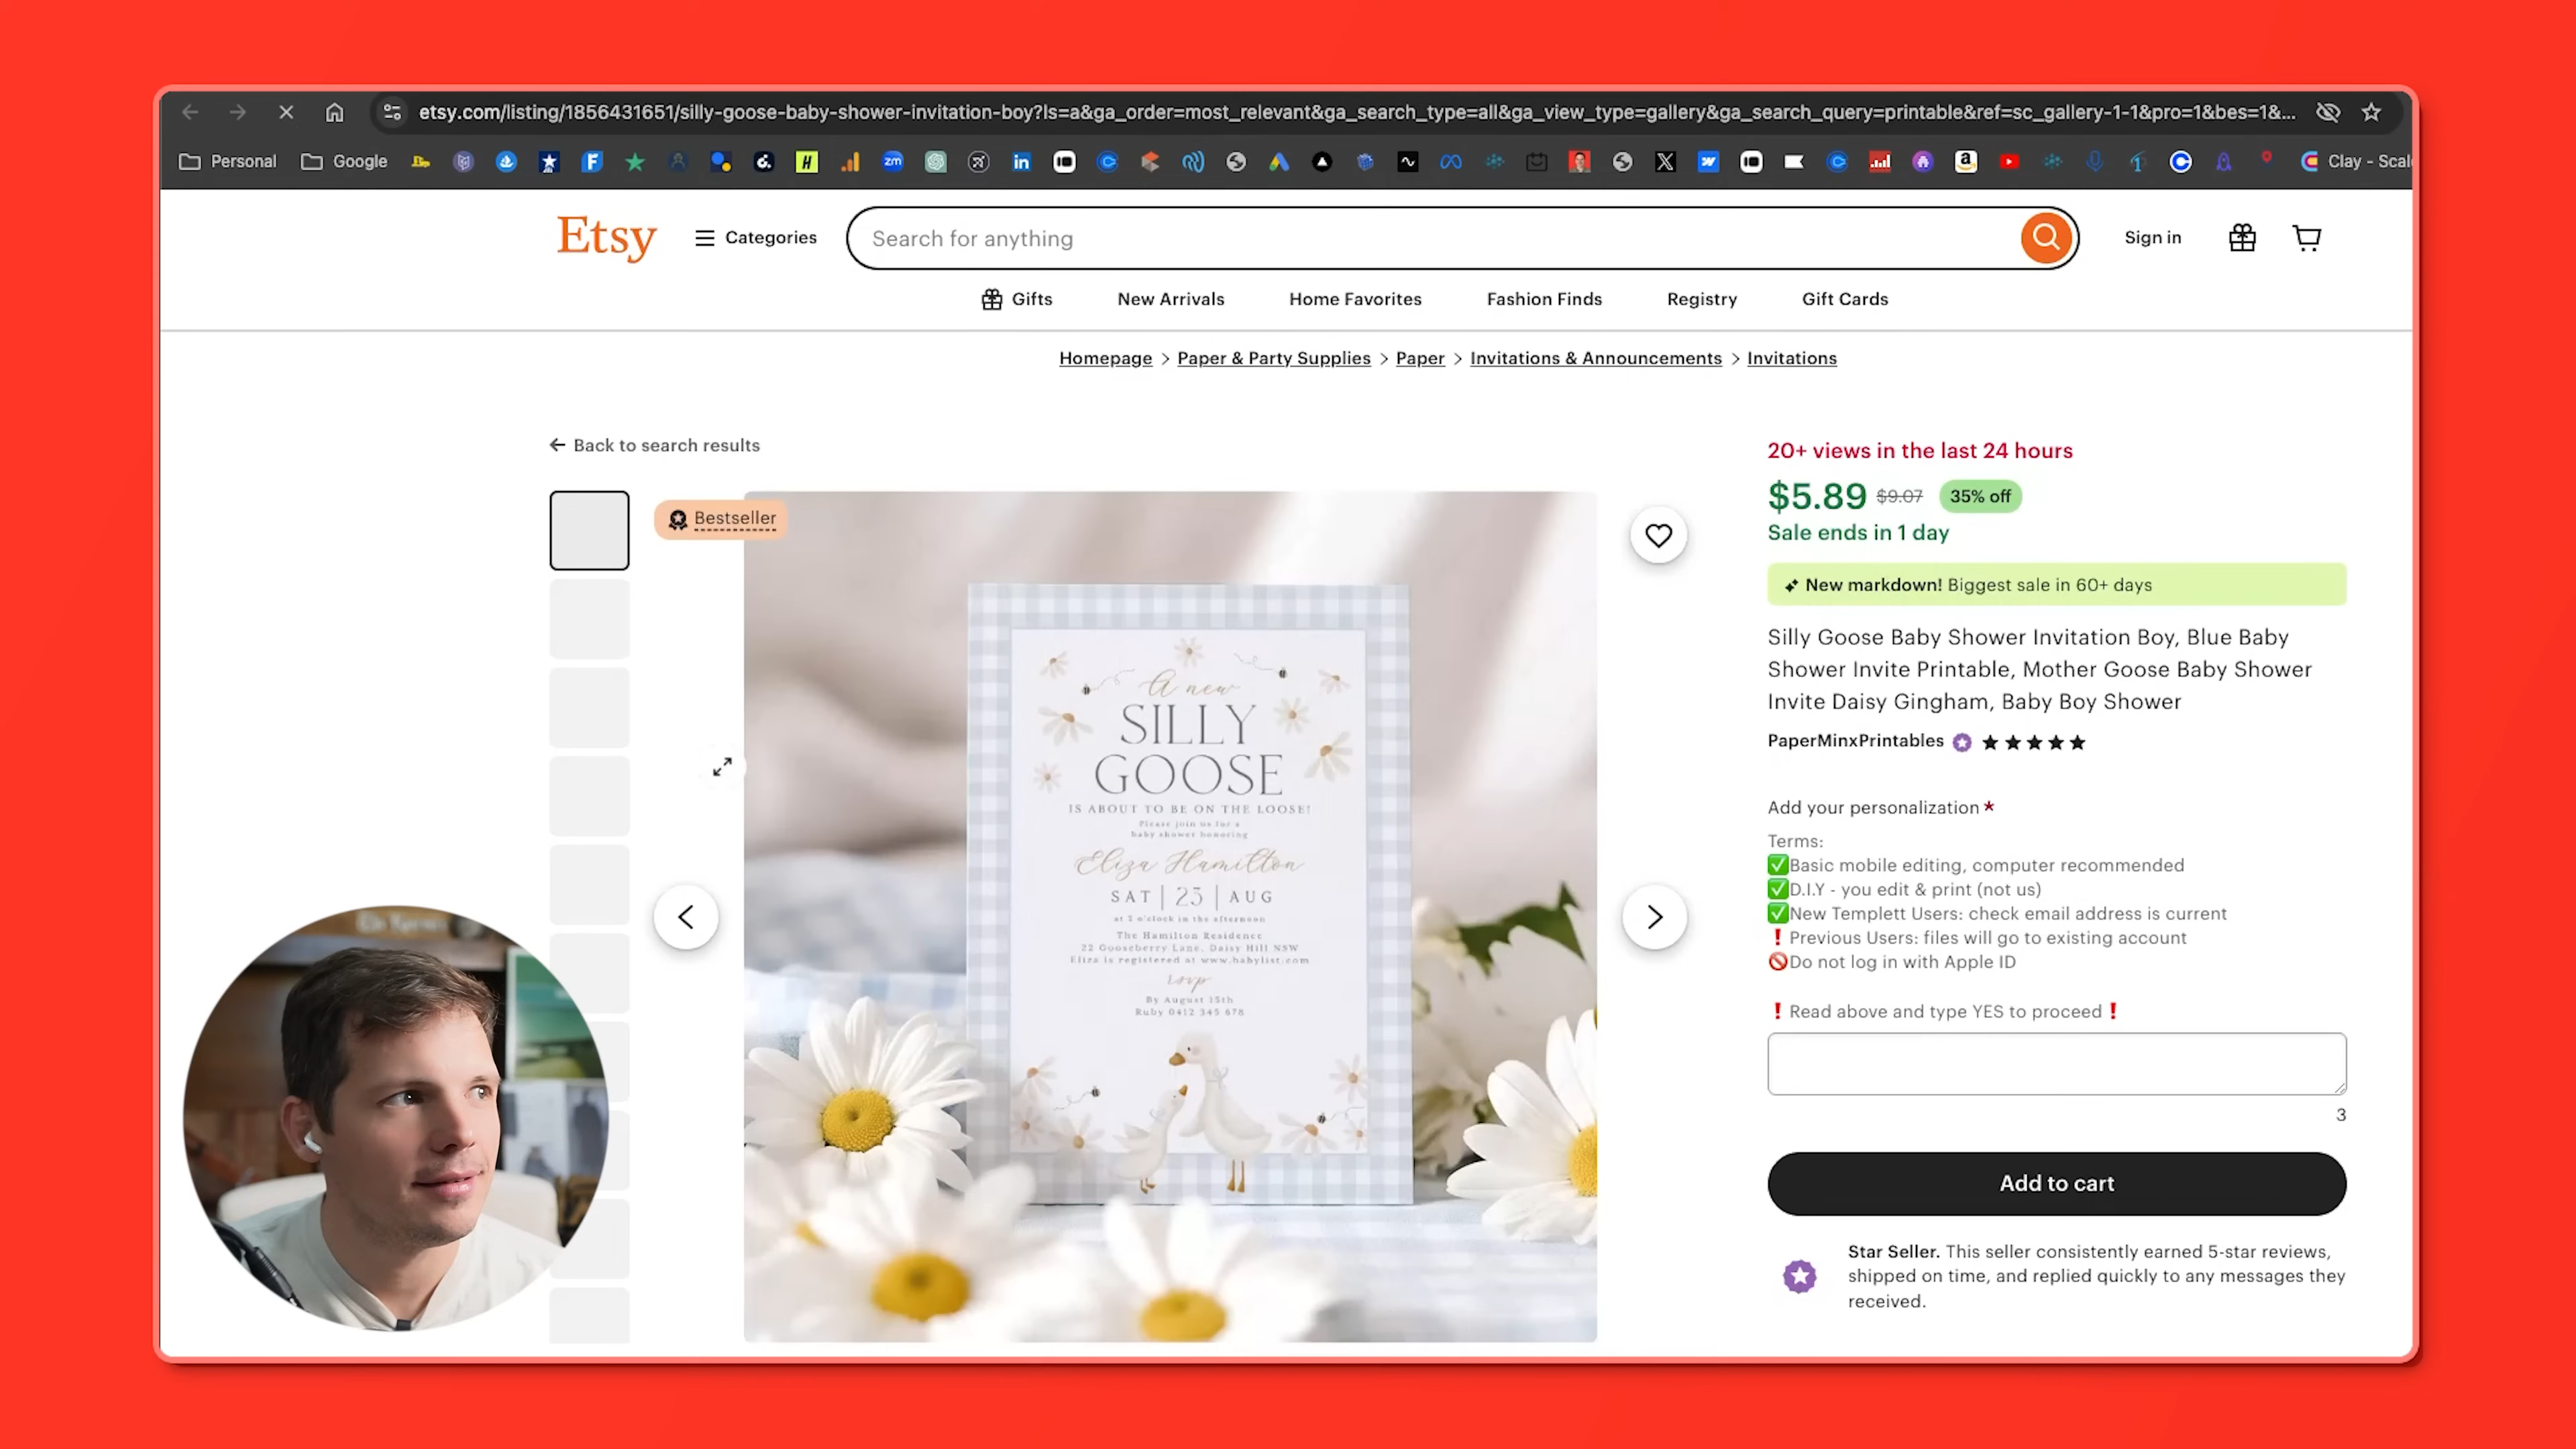 etsy.com/listing/1856431651/silly-goose-baby-shower-invitation-boy?ls=a&ga_order=most_relevant&ga_search_type=all&ga_view_type=gallery&ga_search_query=printable&ref=sc_gallery-1-1&pro=1&bes=1&...
Personal Google Clay - Scal
Etsy Categories Search for anything Sign in
Gifts New Arrivals Home Favorites Fashion Finds Registry Gift Cards
Homepage > Paper & Party Supplies > Paper > Invitations & Announcements > Invitations
Back to search results
Bestseller
A new
SILLY
GOOSE
IS ABOUT TO BE ON THE LOOSE!
Please join us for a
baby shower honoring
Eliza Hamilton
SAT | 23 | AUG
at 2 o'clock in the afternoon
The Hamilton Residence
22 Gooseberry Lane, Daisy Hill NSW
Eliza is registered at www.babylist.com
rsvp
By August 15th
Ruby 0412 345 678
20+ views in the last 24 hours
$5.89 $9.07 35% off
Sale ends in 1 day
New markdown! Biggest sale in 60+ days
Silly Goose Baby Shower Invitation Boy, Blue Baby
Shower Invite Printable, Mother Goose Baby Shower
Invite Daisy Gingham, Baby Boy Shower
PaperMinxPrintables ★★★★★
Add your personalization *
Terms:
✅Basic mobile editing, computer recommended
✅D.I.Y - you edit & print (not us)
✅New Templett Users: check email address is current
❗Previous Users: files will go to existing account
🚫Do not log in with Apple ID
❗Read above and type YES to proceed❗
3
Add to cart
Star Seller. This seller consistently earned 5-star reviews,
shipped on time, and replied quickly to any messages they
received.